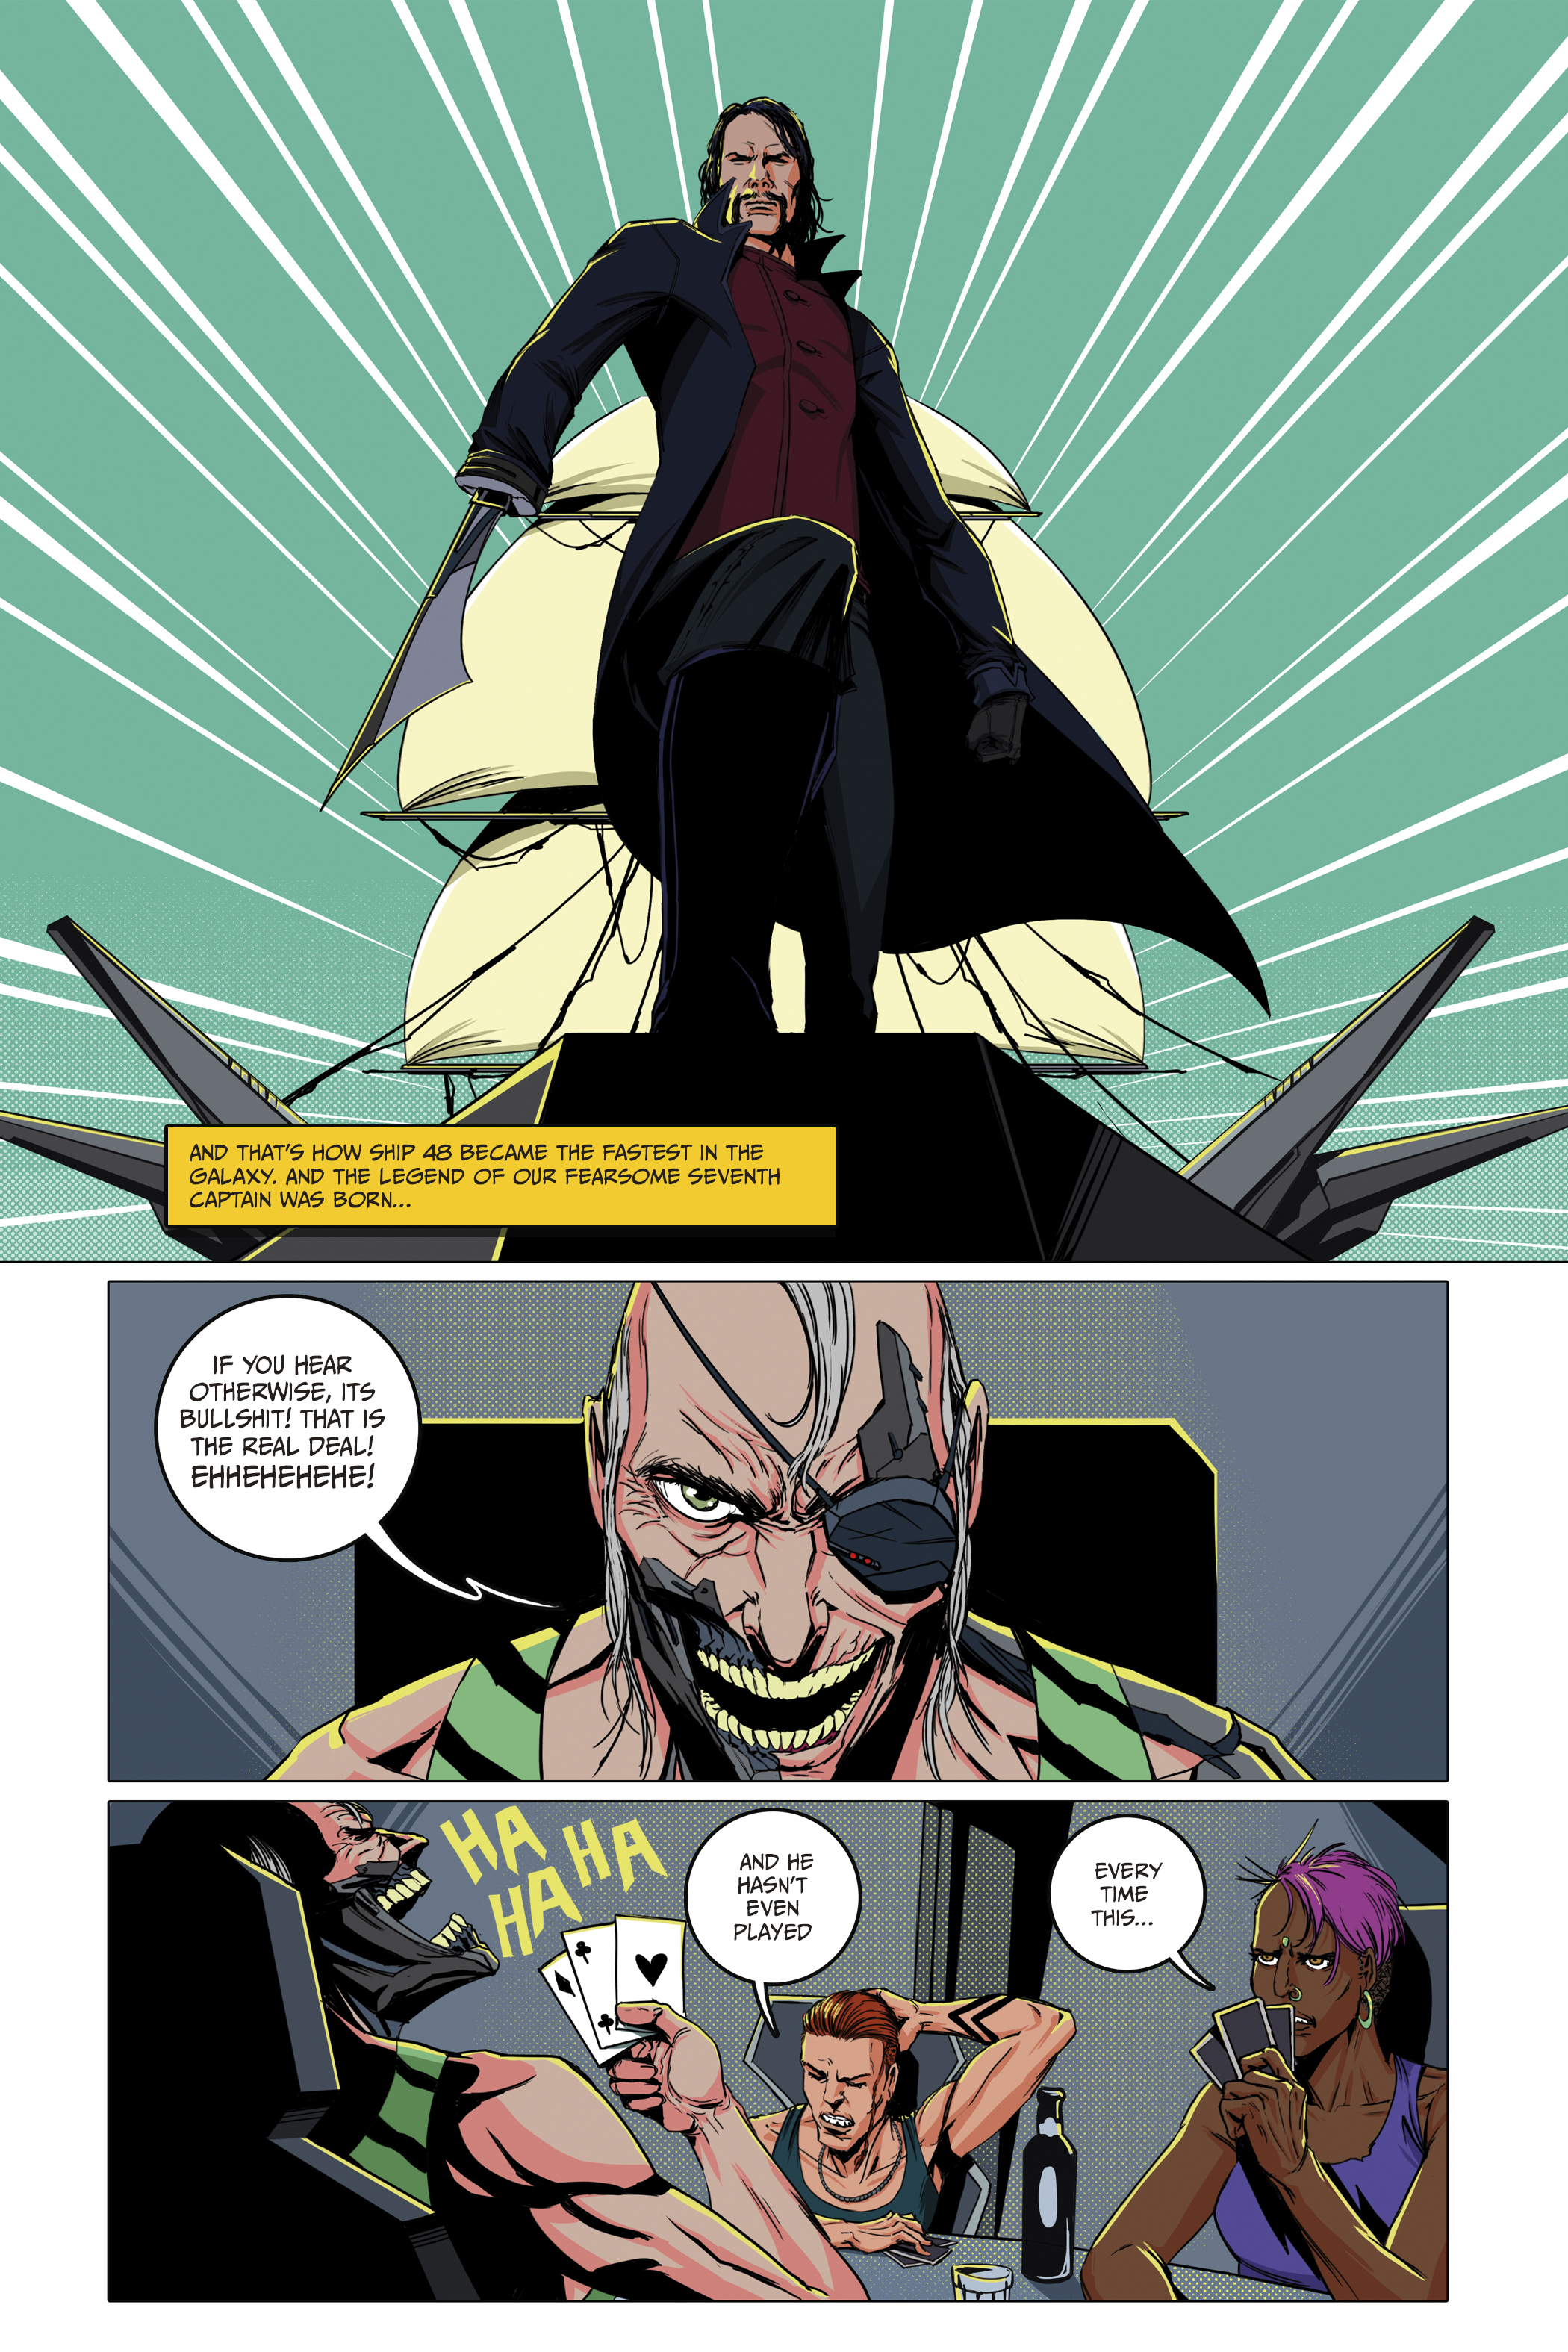 AND THAT'S HOW SHIP 48 BECAME THE FASTEST IN THE
GALAXY. AND THE LEGEND OF OUR FEARSOME SEVENTH
CAPTAIN WAS BORN...
IF YOU HEAR
OTHERWISE, ITS
BULLSHIT! THAT IS
THE REAL DEAL!
EHHEHEHEHE!
HA
HA
HA
AND HE
HASN'T
EVEN
PLAYED
EVERY
TIME
THIS...